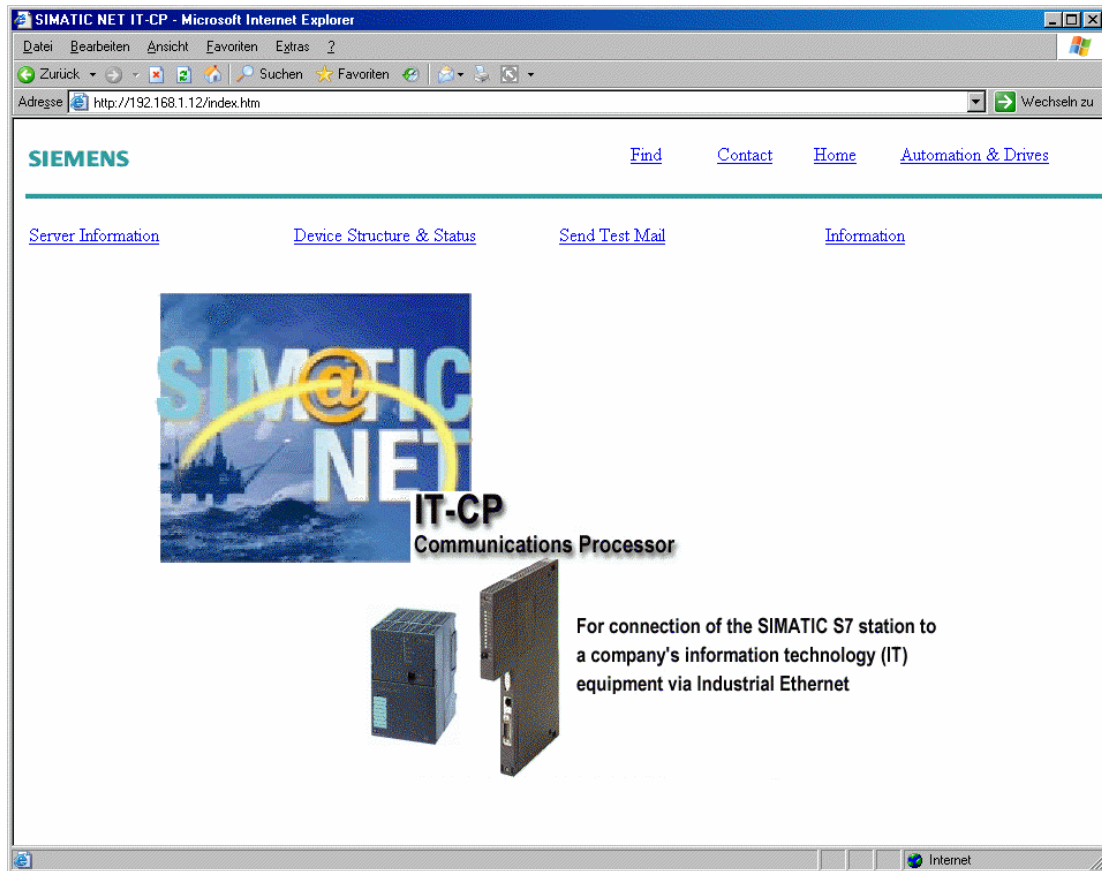 SIMATIC NET IT-CP - Microsoft Internet Explorer
Datei Bearbeiten Ansicht Favoriten Extras ?
Zurück Suchen Favoriten
Adresse http://192.168.1.12/index.htm Wechseln zu
SIEMENS Find Contact Home Automation & Drives
Server Information Device Structure & Status Send Test Mail Information
SIM@TIC
NET
IT-CP
Communications Processor
For connection of the SIMATIC S7 station to
a company's information technology (IT)
equipment via Industrial Ethernet
Internet